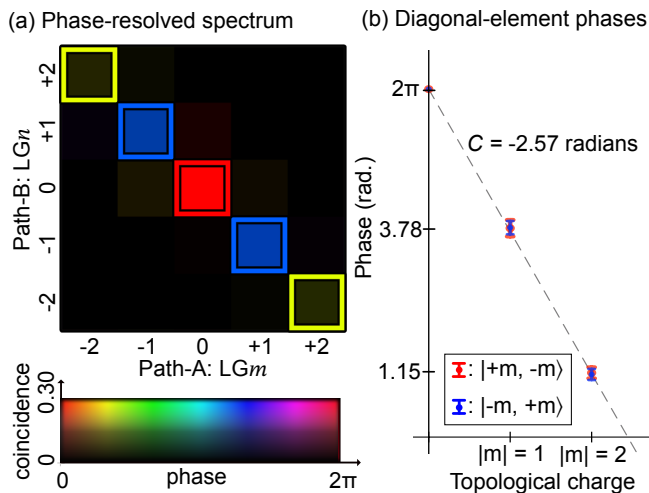 (a) Phase-resolved spectrum
Path-B: LGn
+2
+1
0
-1
-2
-2 -1 0 +1 +2
Path-A: LGm
coincidence
0.30
0
0 phase 2π
(b) Diagonal-element phases
Phase (rad.)
2π
3.78
1.15
C = -2.57 radians
: |+m, -m⟩
: |-m, +m⟩
|m| = 1 |m| = 2
Topological charge